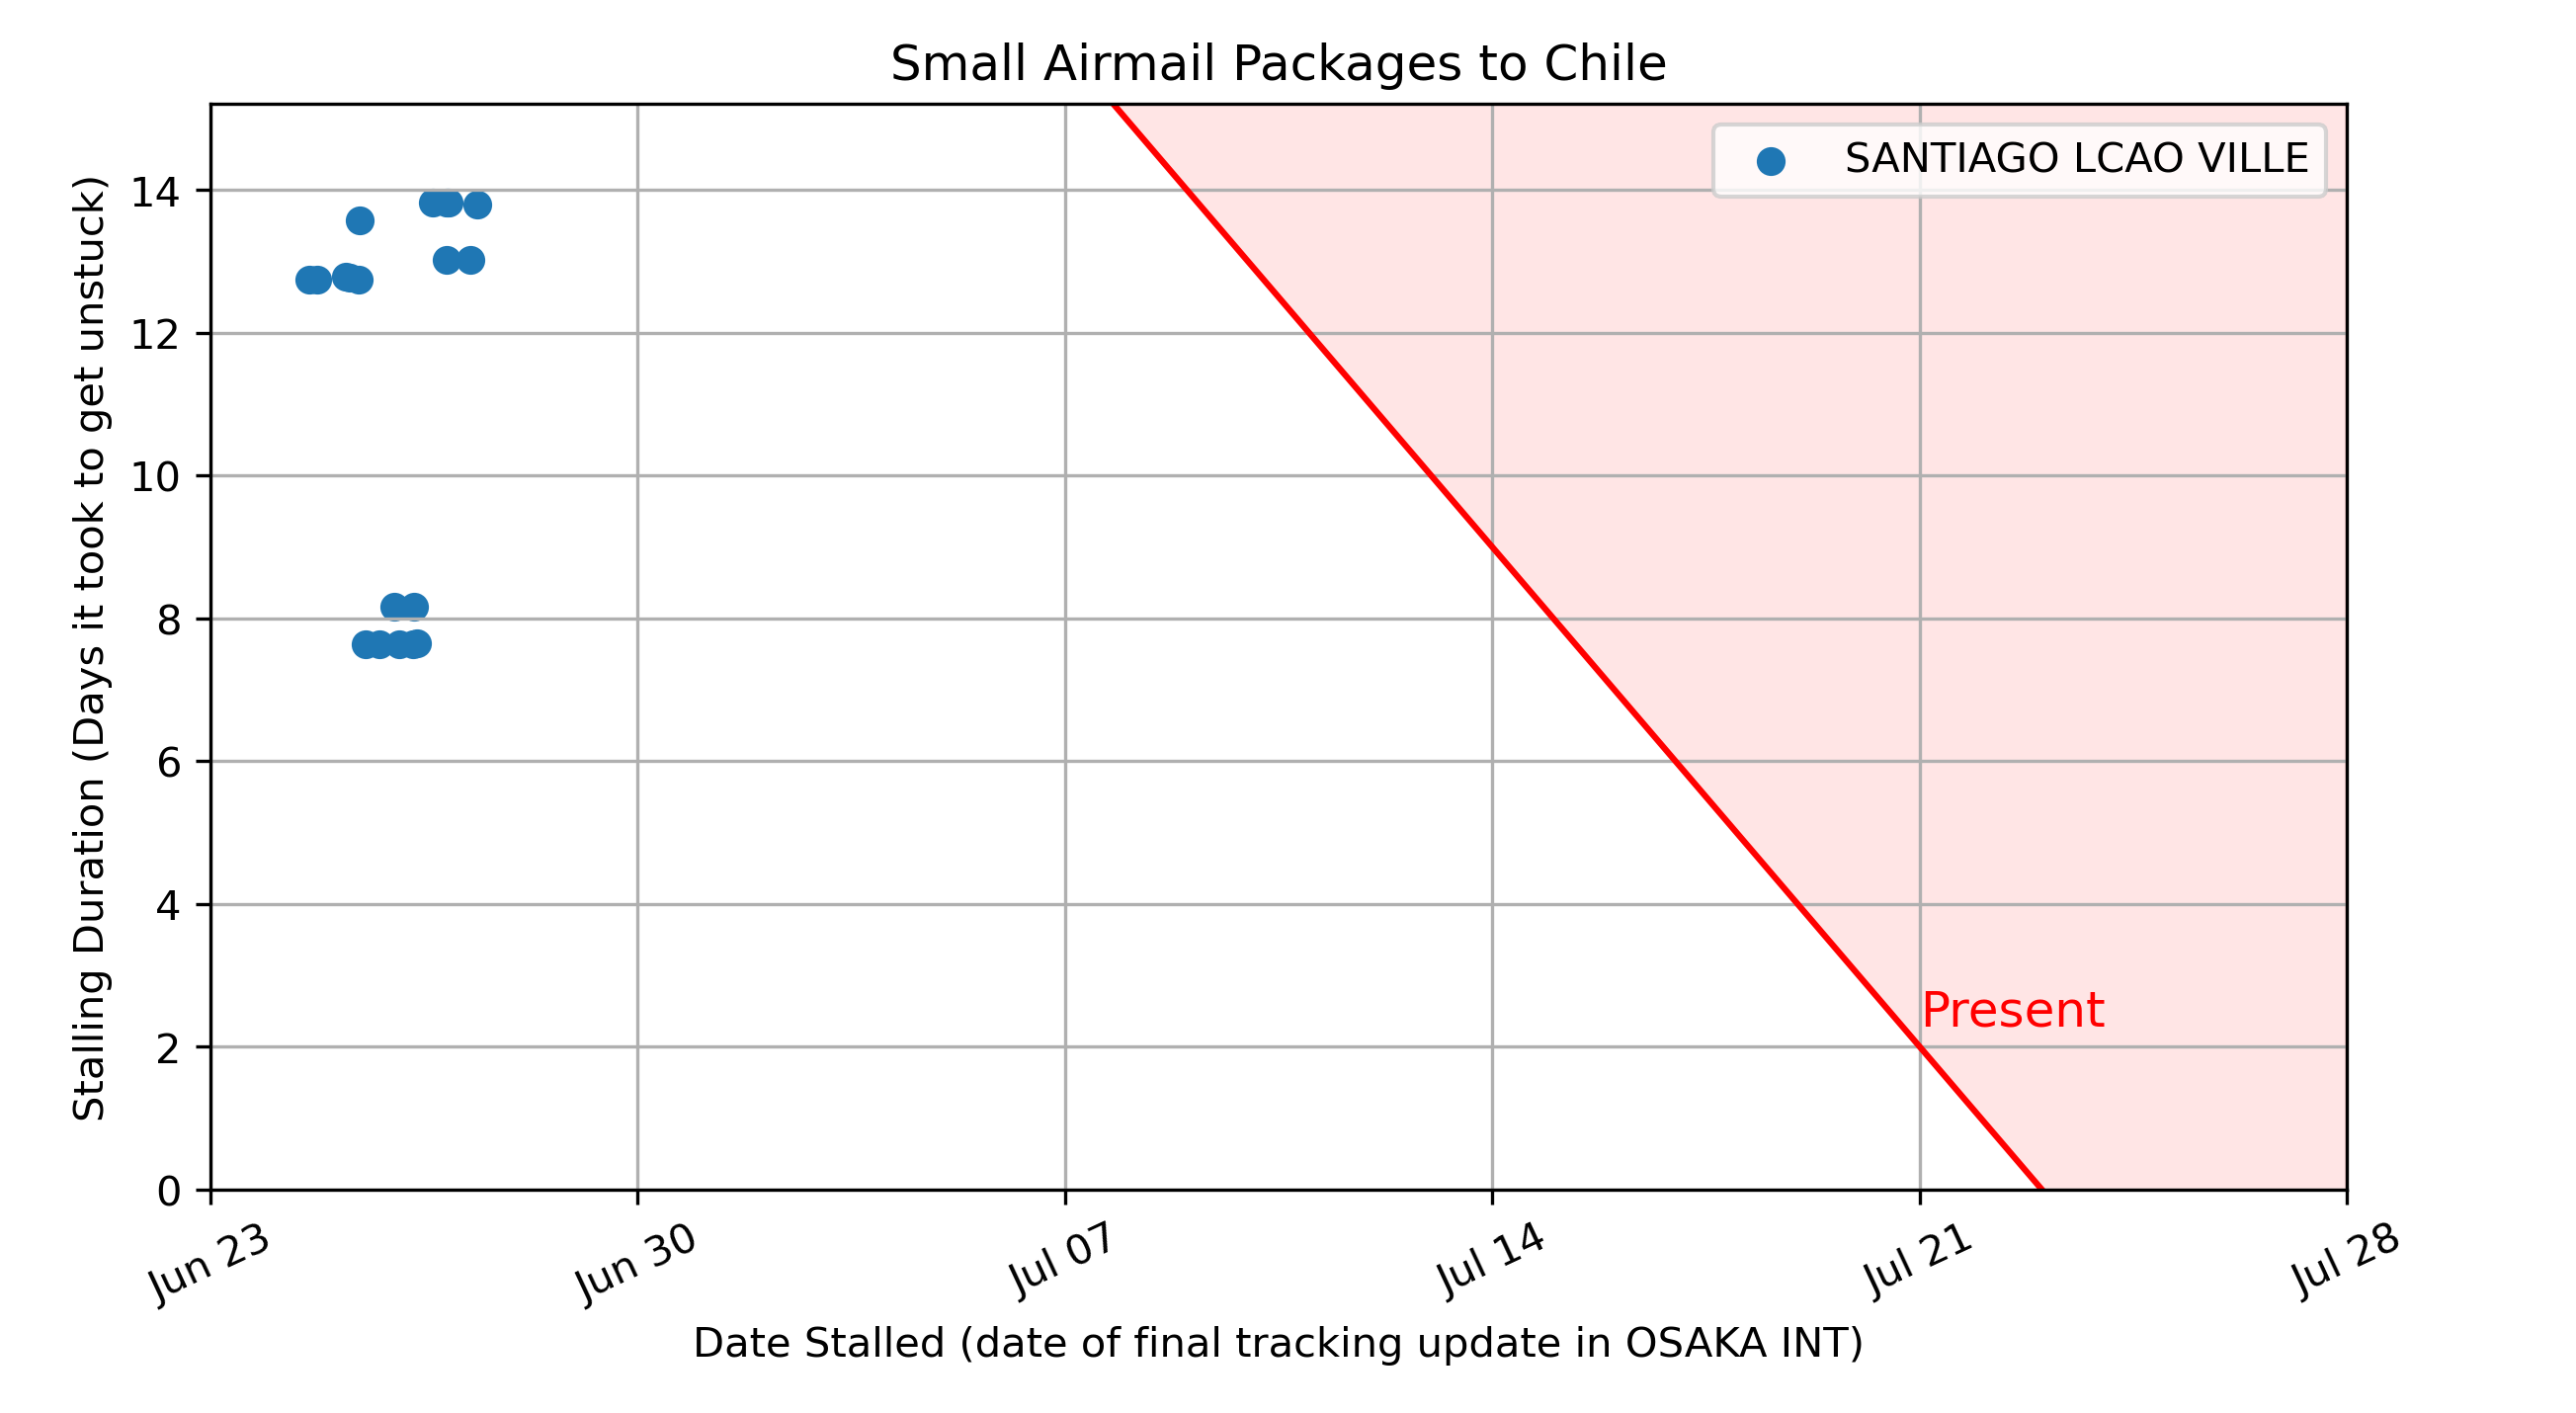 Small Airmail Packages to Chile
SANTIAGO LCAO VILLE
Stalling Duration (Days it took to get unstuck)
14
12
10
8
6
4
2
0
Present
Jun 23
Jun 30
Jul 07
Jul 14
Jul 21
Jul 28
Date Stalled (date of final tracking update in OSAKA INT)